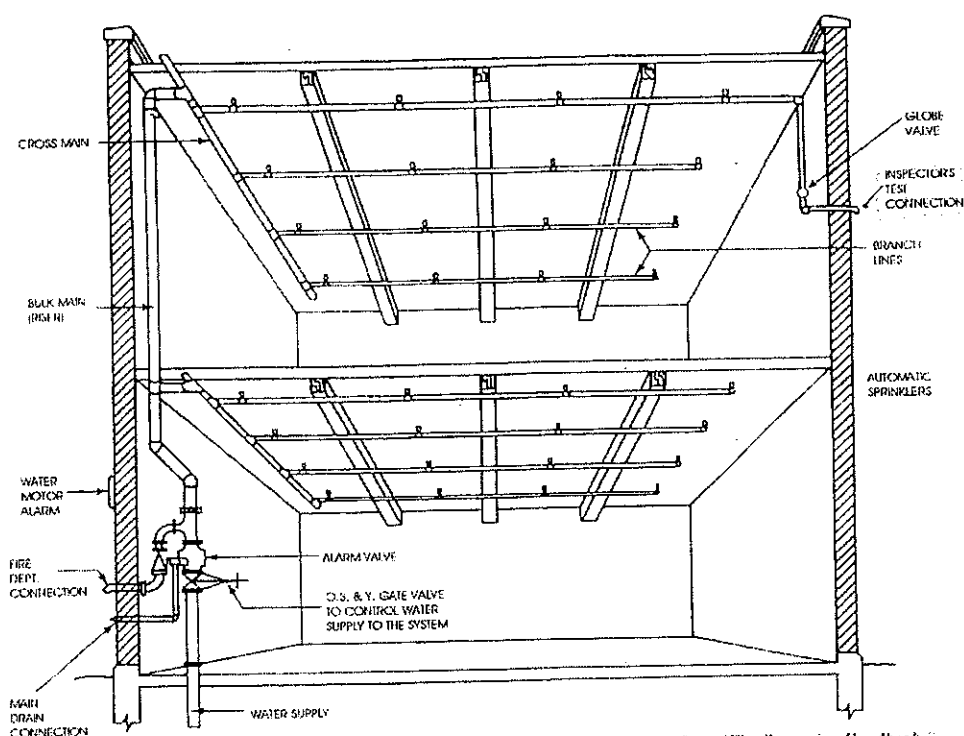 CROSS MAIN
GLOBE
VALVE
INSPECTORS
TEST
CONNECTION
BRANCH
LINES
BULK MAIN
(RISER)
AUTOMATIC
SPRINKLERS
WATER
MOTOR
ALARM
ALARM VALVE
FIRE
DEPT.
CONNECTION
O.S. & Y. GATE VALVE
TO CONTROL WATER
SUPPLY TO THE SYSTEM
MAIN
DRAIN
CONNECTION
WATER SUPPLY